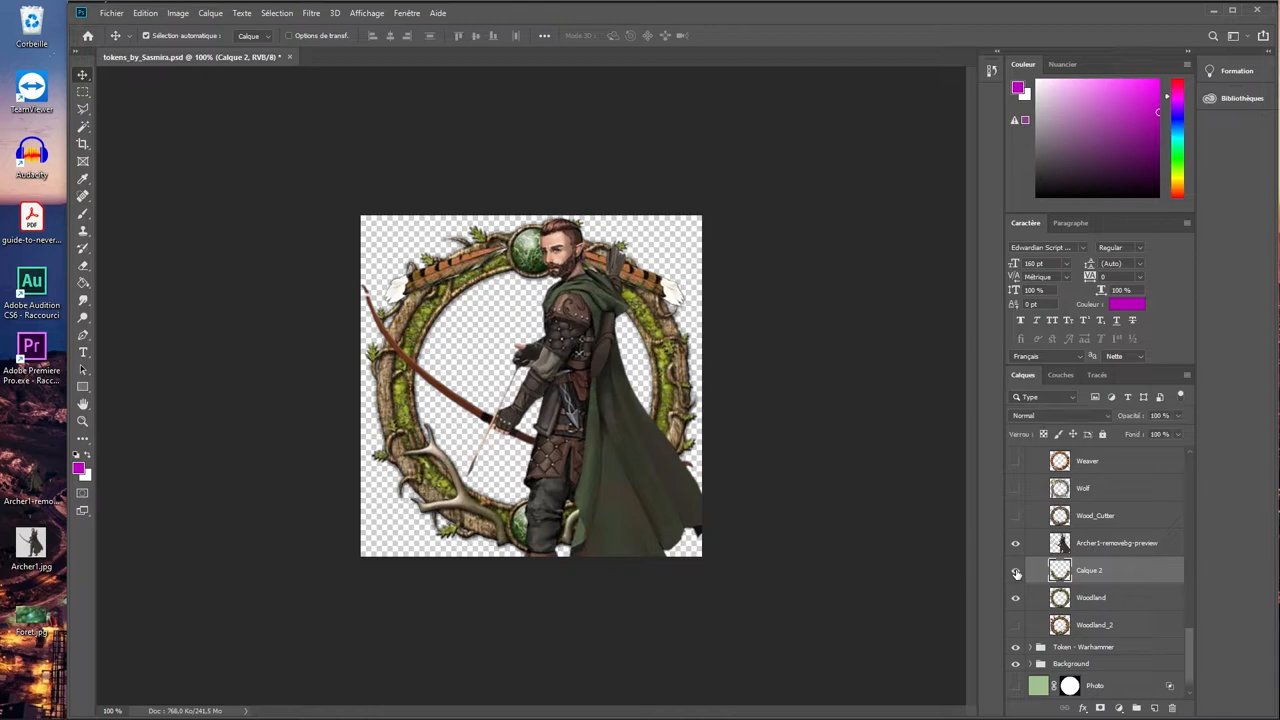 Fichier Edition Image Calque Texte Sélection Filtre 3D Affichage Fenêtre Aide
Sélection automatique : Calque Options de transf. Mode 3D :
tokens_by_Sasmira.psd @ 100% (Calque 2, RVB/8) *
Corbeille
TeamViewer
Audacity
guide-to-never...
Adobe Audition
CS6 - Raccourci
Adobe Premiere
Pro.exe - Racc...
Archer1-remo...
Archer1.jpg
Foret.jpg
Couleur Nuancier
Formation
Bibliothèques
Caractère Paragraphe
Edwardian Script ... Regular
160 pt (Auto)
Métrique 0
100 % 100 %
0 pt Couleur :
Français Nette
Calques Couches Tracés
Type
Normal Opacité : 100 %
Verrou : Fond : 100 %
Weaver
Wolf
Wood_Cutter
Archer1-removebg-preview
Calque 2
Woodland
Woodland_2
Token - Warhammer
Background
Photo
100 % Doc : 768,0 Ko/241,5 Mo